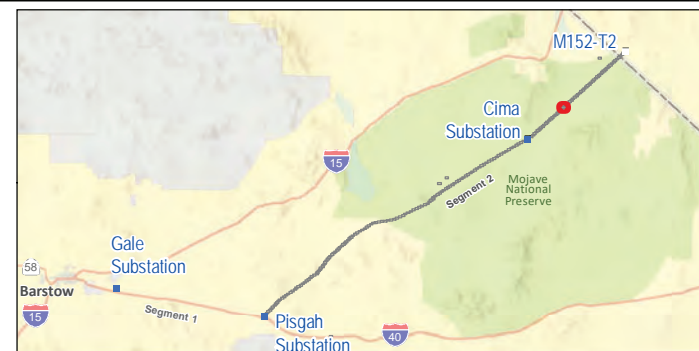 M152-T2
Cima
Substation
15
Mojave
National
Preserve
Segment 2
Gale
Substation
58
Barstow
15
Segment 1
Pisgah
Substation
40